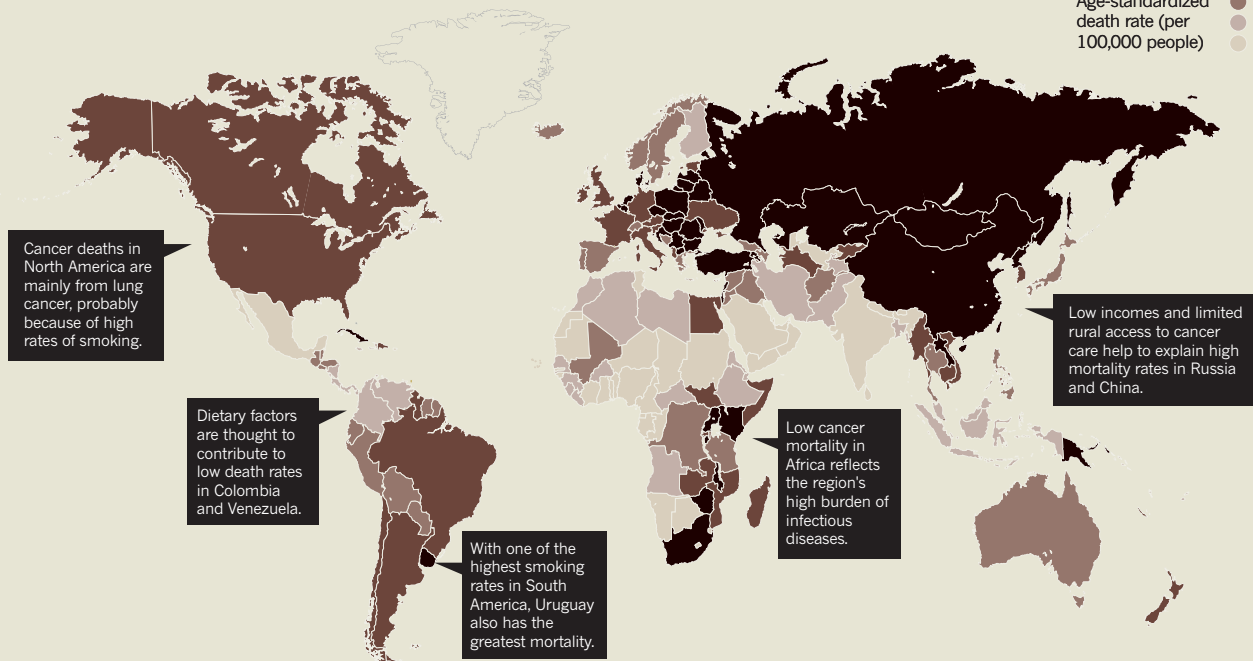 Age-standardized
death rate (per
100,000 people)
Cancer deaths in
North America are
mainly from lung
cancer, probably
because of high
rates of smoking.
Low incomes and limited
rural access to cancer
care help to explain high
mortality rates in Russia
and China.
Dietary factors
are thought to
contribute to
low death rates
in Colombia
and Venezuela.
Low cancer
mortality in
Africa reflects
the region's
high burden of
infectious
diseases.
With one of the
highest smoking
rates in South
America, Uruguay
also has the
greatest mortality.